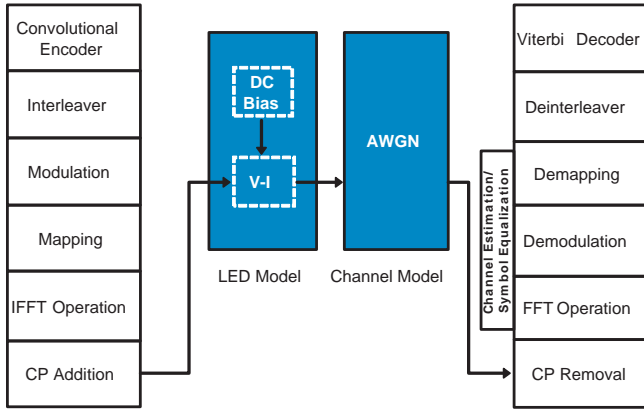 Convolutional
Encoder
Interleaver
Modulation
Mapping
IFFT Operation
CP Addition
DC
Bias
V-I
LED Model
AWGN
Channel Model
Channel Estimation/
Symbol Equalization
Viterbi Decoder
Deinterleaver
Demapping
Demodulation
FFT Operation
CP Removal